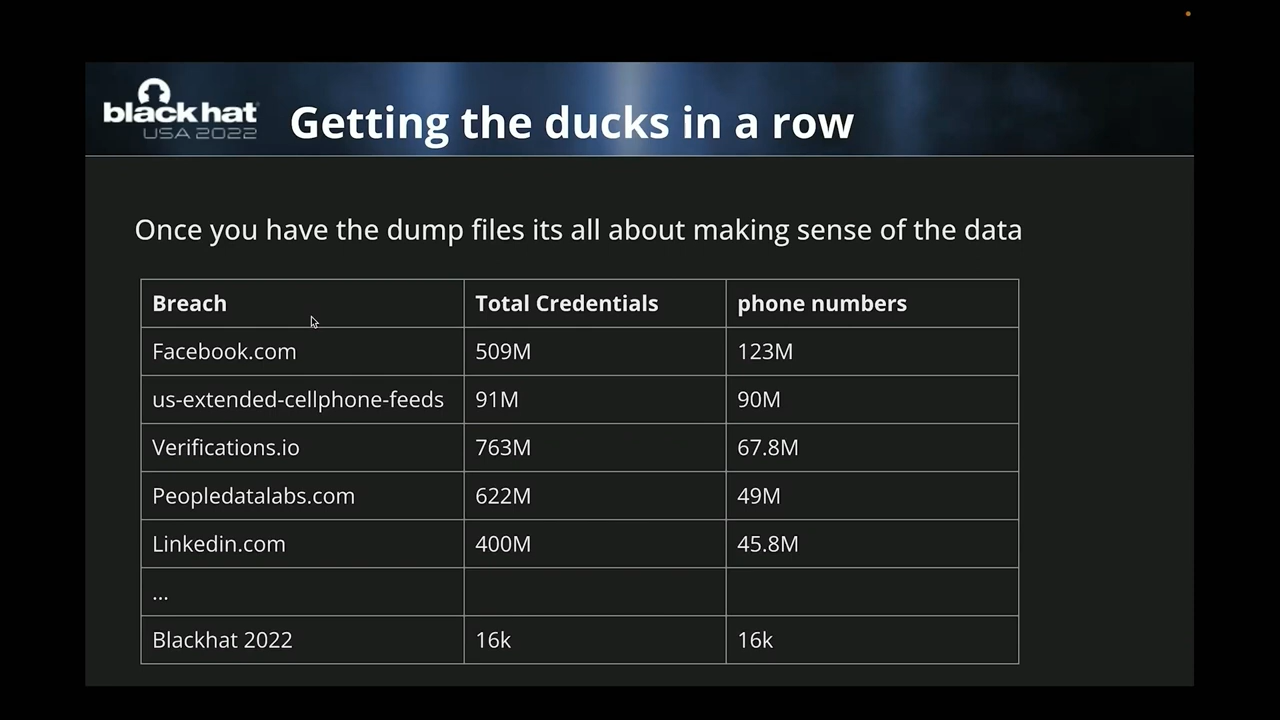 black hat
USA 2022
Getting the ducks in a row
Once you have the dump files its all about making sense of the data
Breach Total Credentials phone numbers
Facebook.com 509M 123M
us-extended-cellphone-feeds 91M 90M
Verifications.io 763M 67.8M
Peopledatalabs.com 622M 49M
Linkedin.com 400M 45.8M
...
Blackhat 2022 16k 16k